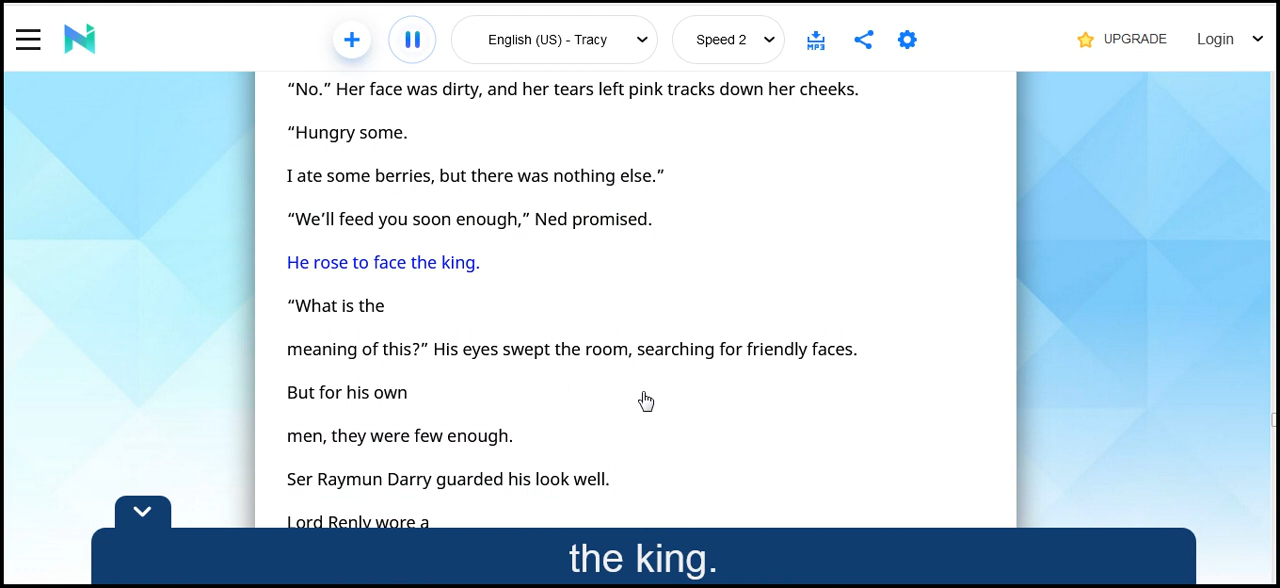 English (US) - Tracy
Speed 2
MP3
UPGRADE
Login
“No.” Her face was dirty, and her tears left pink tracks down her cheeks.
“Hungry some.
I ate some berries, but there was nothing else.”
“We’ll feed you soon enough,” Ned promised.
He rose to face the king.
“What is the
meaning of this?” His eyes swept the room, searching for friendly faces.
But for his own
men, they were few enough.
Ser Raymun Darry guarded his look well.
Lord Renly wore a
the king.